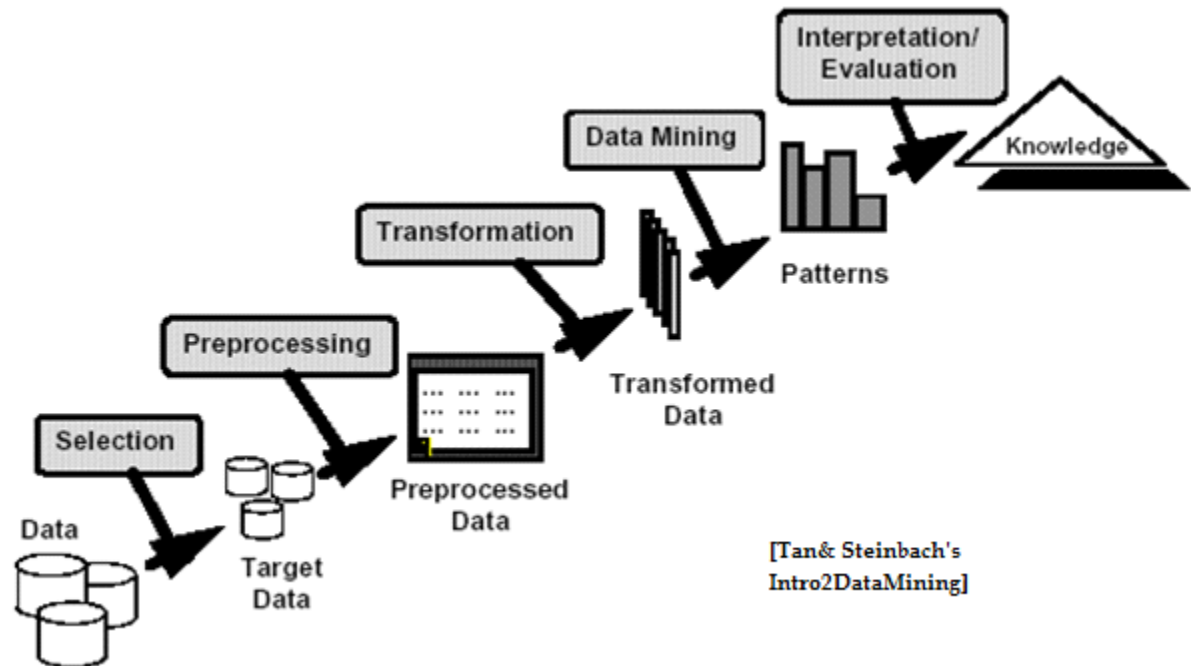 Interpretation/
Evaluation
Knowledge
Data Mining
Patterns
Transformation
Transformed
Data
Preprocessing
Preprocessed
Data
Selection
Target
Data
Data
[Tan& Steinbach's
Intro2DataMining]